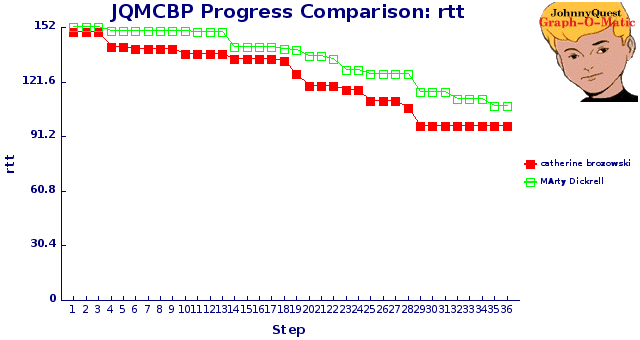 JQMCBP Progress Comparison: rtt
JohnnyQuest
Graph-O-Matic
152
121.6
91.2
60.8
30.4
0
rtt
1 2 3 4 5 6 7 8 9 10 11 12 13 14 15 16 17 18 19 20 21 22 23 24 25 26 27 28 29 30 31 32 33 34 35 36
Step
catherine brozowski
MArty Dickrell